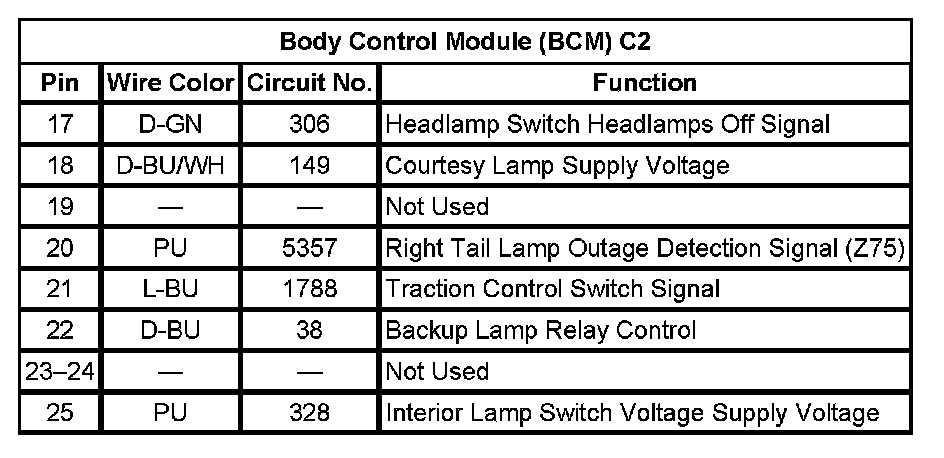 Body Control Module (BCM) C2
Pin Wire Color Circuit No. Function
17 D-GN 306 Headlamp Switch Headlamps Off Signal
18 D-BU/WH 149 Courtesy Lamp Supply Voltage
19 — — Not Used
20 PU 5357 Right Tail Lamp Outage Detection Signal (Z75)
21 L-BU 1788 Traction Control Switch Signal
22 D-BU 38 Backup Lamp Relay Control
23–24 — — Not Used
25 PU 328 Interior Lamp Switch Voltage Supply Voltage